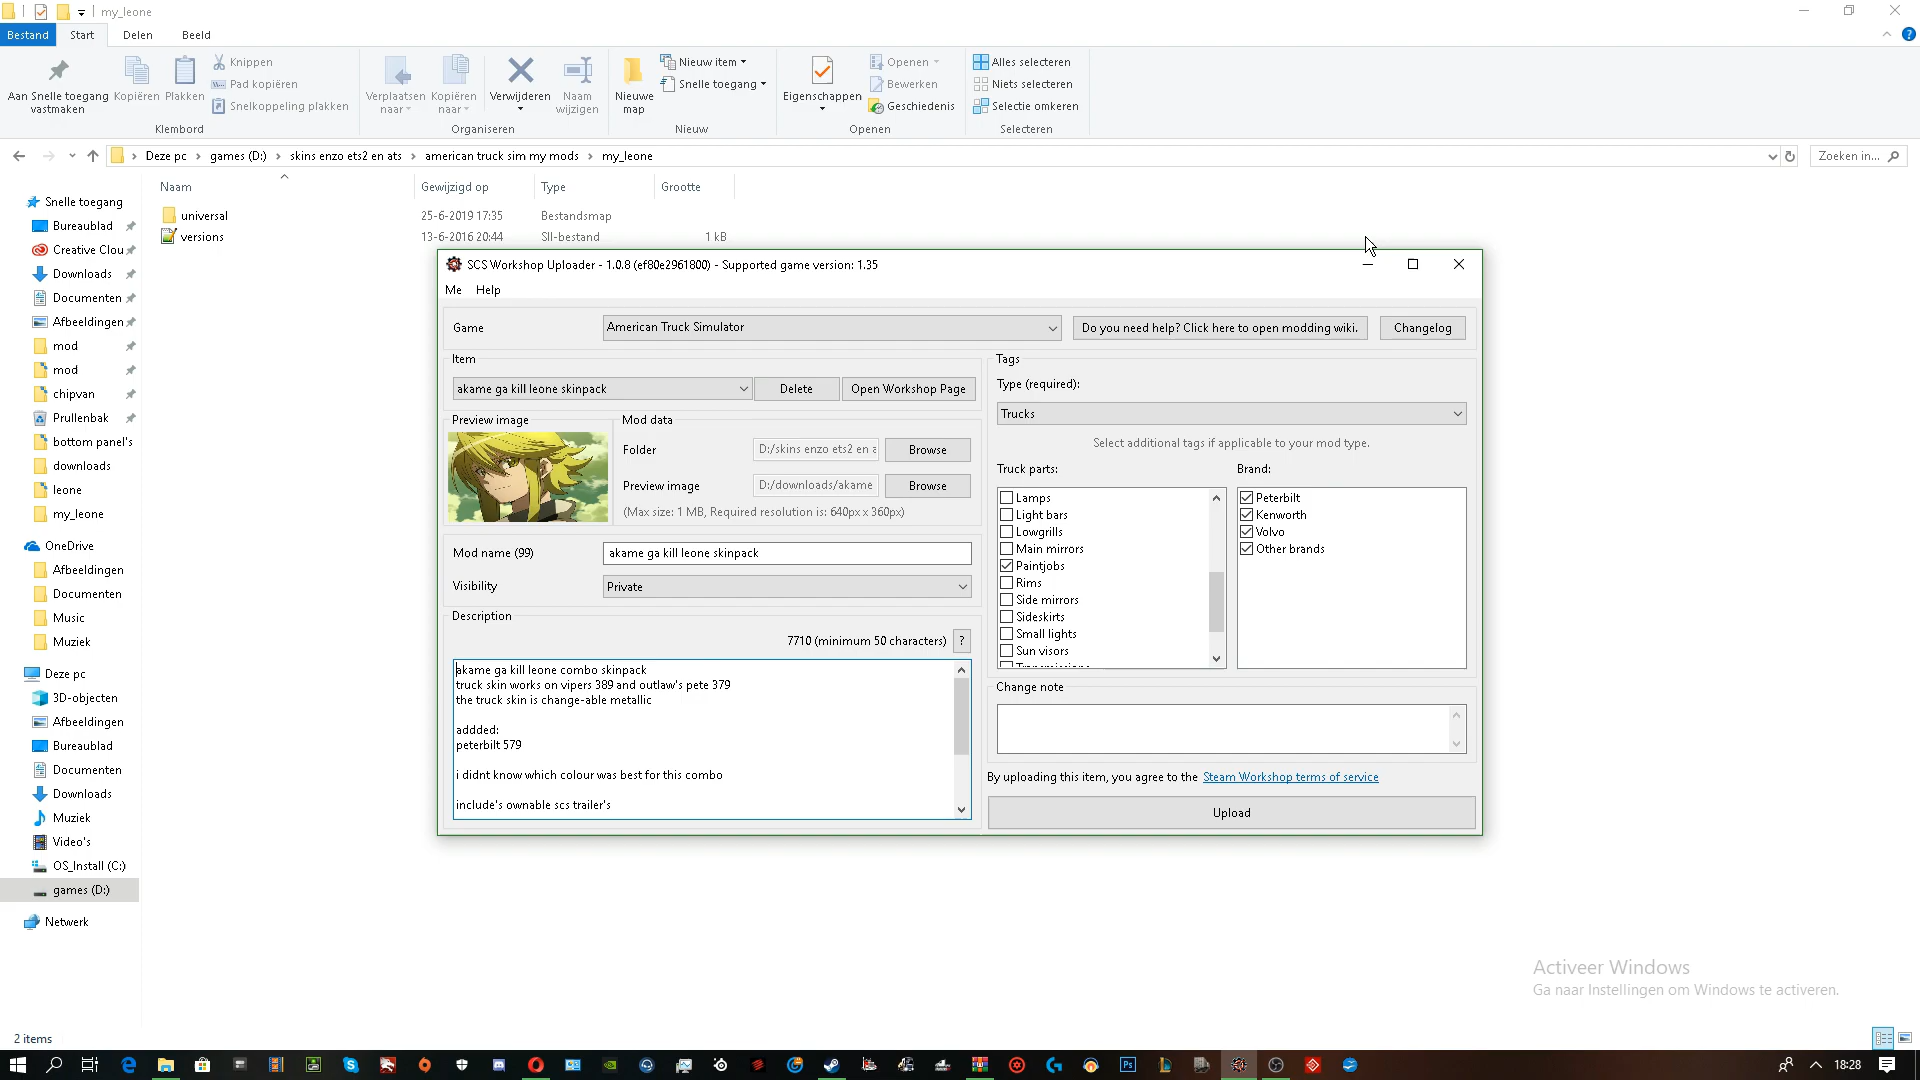 my_leone
Bestand Start Delen Beeld
Aan Snelle toegang vastmaken
Kopiëren
Plakken
Knippen
Pad kopiëren
Snelkoppeling plakken
Klembord
Verplaatsen naar
Kopiëren naar
Verwijderen
Naam wijzigen
Organiseren
Nieuwe map
Nieuw item
Snelle toegang
Nieuw
Eigenschappen
Openen
Bewerken
Geschiedenis
Openen
Alles selecteren
Niets selecteren
Selectie omkeren
Selecteren
Deze pc > games (D:) > skins enzo ets2 en ats > american truck sim my mods > my_leone
Zoeken in...
Naam Gewijzigd op Type Grootte
universal 25-6-2019 17:35 Bestandsmap
versions 13-6-2016 20:44 SII-bestand 1 kB
Snelle toegang
Bureaublad
Creative Clou
Downloads
Documenten
Afbeeldingen
mod
mod
chipvan
Prullenbak
bottom panel's
downloads
leone
my_leone
OneDrive
Afbeeldingen
Documenten
Music
Muziek
Deze pc
3D-objecten
Afbeeldingen
Bureaublad
Documenten
Downloads
Muziek
Video's
OS_Install (C:)
games (D:)
Netwerk
2 items
SCS Workshop Uploader - 1.0.8 (ef80e2961800) - Supported game version: 1.35
Me Help
Game
American Truck Simulator
Do you need help? Click here to open modding wiki.
Changelog
Item
akame ga kill leone skinpack
Delete
Open Workshop Page
Preview image
Mod data
Folder D:/skins enzo ets2 en a Browse
Preview image D:/downloads/akame Browse
(Max size: 1 MB, Required resolution is: 640px x 360px)
Mod name (99) akame ga kill leone skinpack
Visibility Private
Description
7710 (minimum 50 characters) ?
akame ga kill leone combo skinpack
truck skin works on vipers 389 and outlaw's pete 379
the truck skin is change-able metallic
addded:
peterbilt 579
i didnt know which colour was best for this combo
include's ownable scs trailer's
Tags
Type (required):
Trucks
Select additional tags if applicable to your mod type.
Truck parts:
Lamps
Light bars
Lowgrills
Main mirrors
Paintjobs
Rims
Side mirrors
Sideskirts
Small lights
Sun visors
Brand:
Peterbilt
Kenworth
Volvo
Other brands
Change note
By uploading this item, you agree to the Steam Workshop terms of service
Upload
Activeer Windows
Ga naar Instellingen om Windows te activeren.
18:28